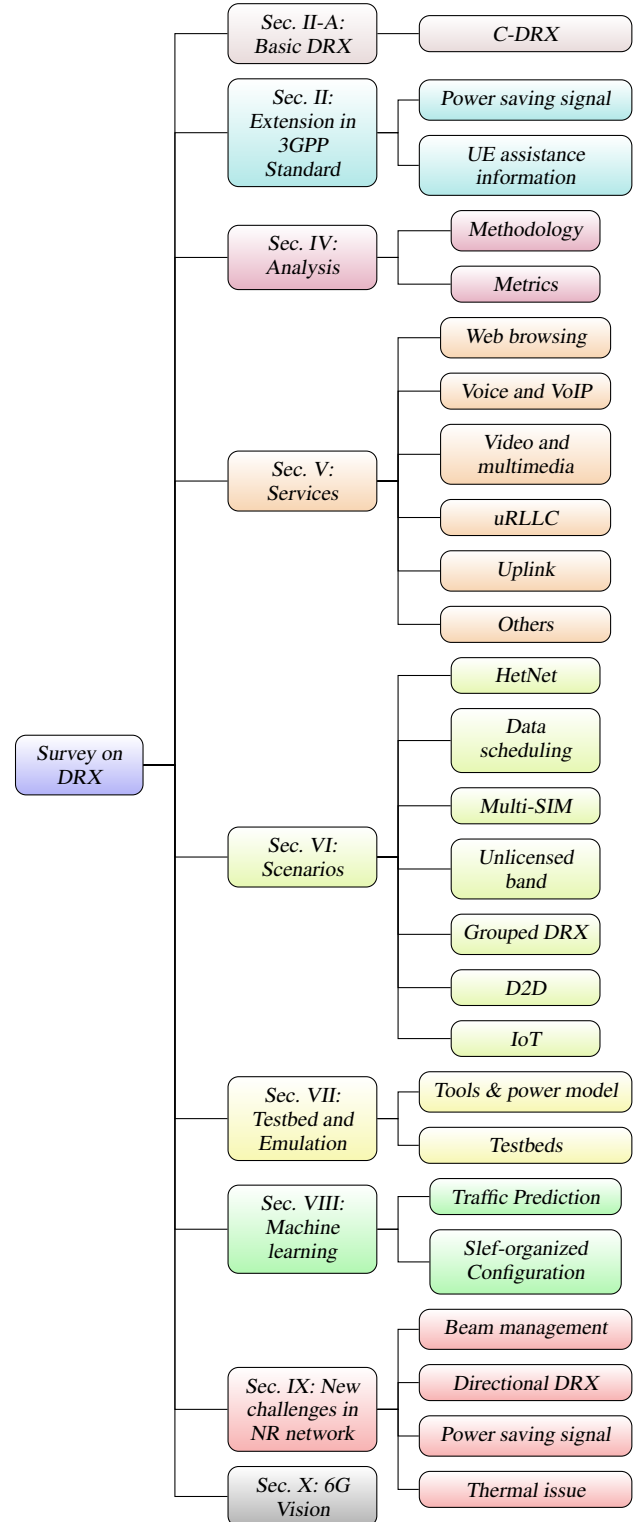 Sec. II-A:
Basic DRX
C-DRX
Sec. II:
Extension in
3GPP
Standard
Power saving signal
UE assistance
information
Sec. IV:
Analysis
Methodology
Metrics
Sec. V:
Services
Web browsing
Voice and VoIP
Video and
multimedia
uRLLC
Uplink
Others
Survey on
DRX
Sec. VI:
Scenarios
HetNet
Data
scheduling
Multi-SIM
Unlicensed
band
Grouped DRX
D2D
IoT
Sec. VII:
Testbed and
Emulation
Tools & power model
Testbeds
Sec. VIII:
Machine
learning
Traffic Prediction
Slef-organized
Configuration
Sec. IX: New
challenges in
NR network
Beam management
Directional DRX
Power saving signal
Thermal issue
Sec. X: 6G
Vision